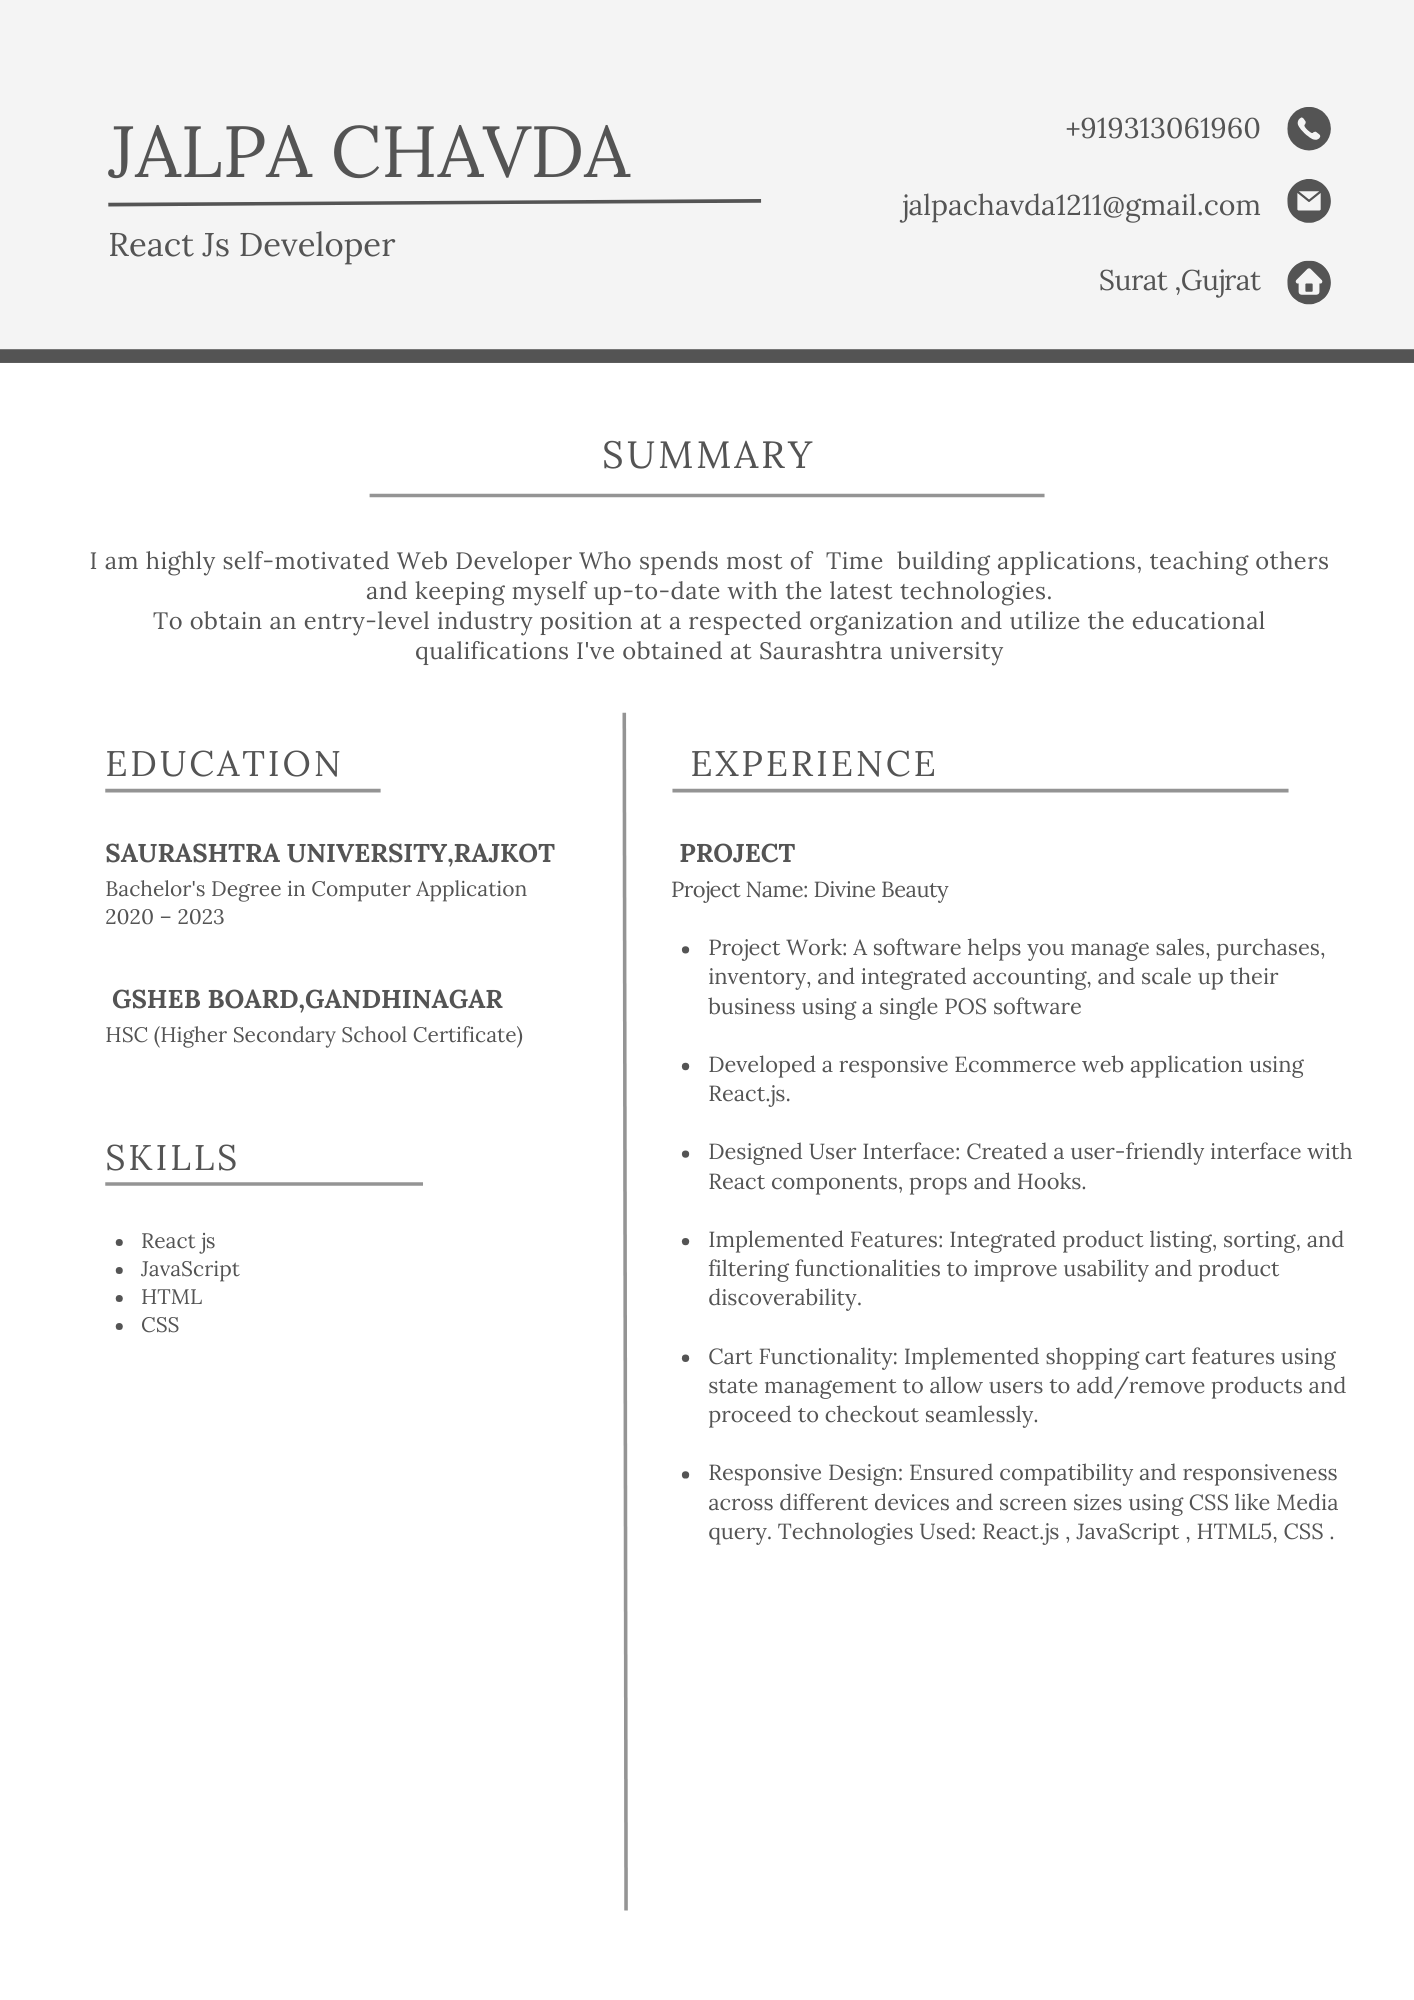 JALPA CHAVDA
React Js Developer
+919313061960
jalpachavda1211@gmail.com
Surat ,Gujrat
SUMMARY
I am highly self-motivated Web Developer Who spends most of  Time  building applications, teaching others
and keeping myself up-to-date with the latest technologies.
To obtain an entry-level industry position at a respected organization and utilize the educational
qualifications I've obtained at Saurashtra university
EDUCATION
SAURASHTRA UNIVERSITY,RAJKOT
Bachelor's Degree in Computer Application
2020 – 2023
GSHEB BOARD,GANDHINAGAR
HSC (Higher Secondary School Certificate)
SKILLS
• React js
• JavaScript
• HTML
• CSS
EXPERIENCE
PROJECT
Project Name: Divine Beauty
• Project Work: A software helps you manage sales, purchases,
inventory, and integrated accounting, and scale up their
business using a single POS software
• Developed a responsive Ecommerce web application using
React.js.
• Designed User Interface: Created a user-friendly interface with
React components, props and Hooks.
• Implemented Features: Integrated product listing, sorting, and
filtering functionalities to improve usability and product
discoverability.
• Cart Functionality: Implemented shopping cart features using
state management to allow users to add/remove products and
proceed to checkout seamlessly.
• Responsive Design: Ensured compatibility and responsiveness
across different devices and screen sizes using CSS like Media
query. Technologies Used: React.js , JavaScript , HTML5, CSS .